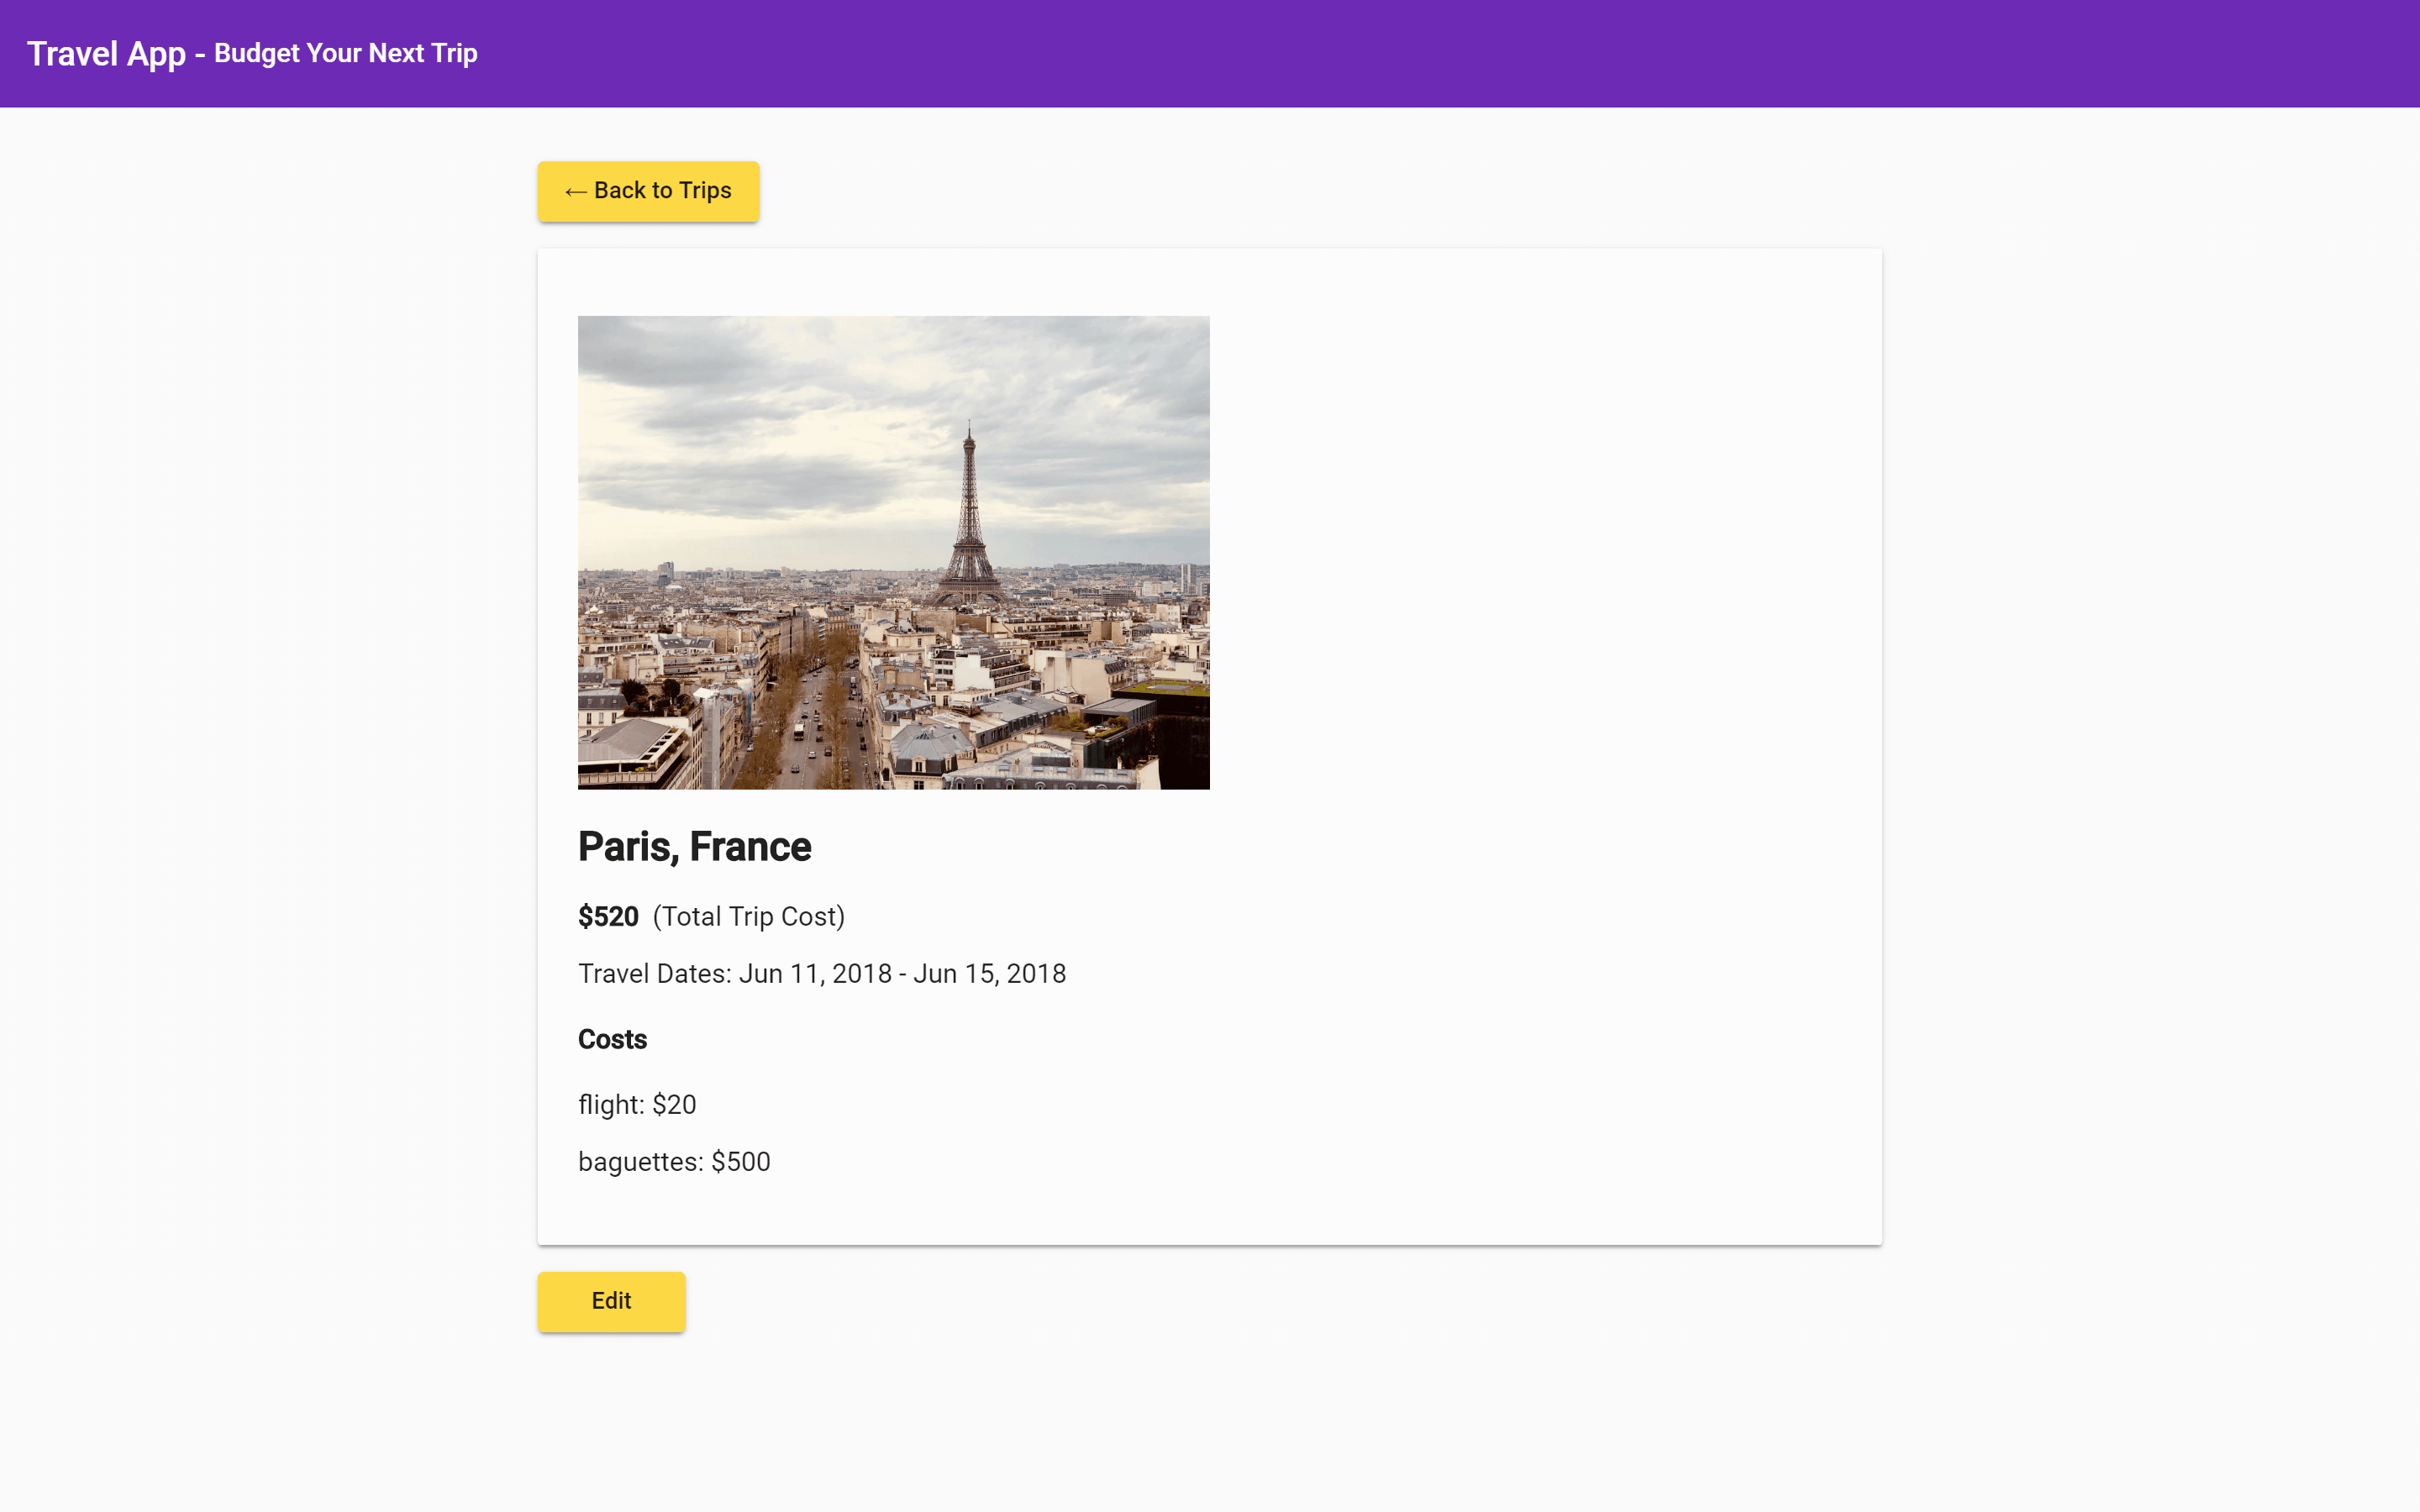 Travel App - Budget Your Next Trip
← Back to Trips
Paris, France
$520 (Total Trip Cost)
Travel Dates: Jun 11, 2018 - Jun 15, 2018
Costs
flight: $20
baguettes: $500
Edit